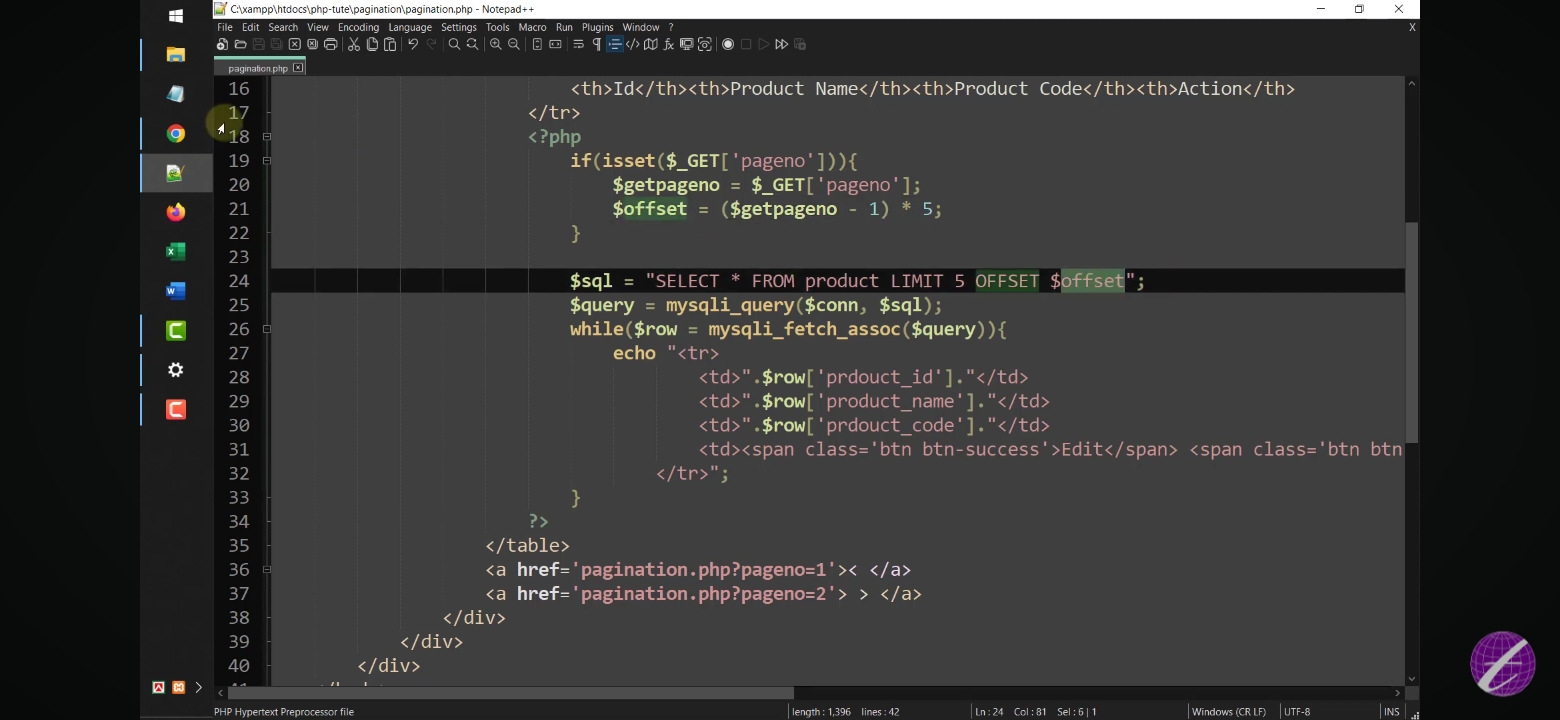 C:\xampp\htdocs\php-tute\pagination\pagination.php - Notepad++
File Edit Search View Encoding Language Settings Tools Macro Run Plugins Window ?
X
pagination.php
16 <th>Id</th><th>Product Name</th><th>Product Code</th><th>Action</th>
17 </tr>
18 <?php
19 if(isset($_GET['pageno'])){
20 $getpageno = $_GET['pageno'];
21 $offset = ($getpageno - 1) * 5;
22 }
23
24 $sql = "SELECT * FROM product LIMIT 5 OFFSET $offset";
25 $query = mysqli_query($conn, $sql);
26 while($row = mysqli_fetch_assoc($query)){
27 echo "<tr>
28 <td>".$row['prdouct_id']."</td>
29 <td>".$row['product_name']."</td>
30 <td>".$row['prdouct_code']."</td>
31 <td><span class='btn btn-success'>Edit</span> <span class='btn btn
32 </tr>";
33 }
34 ?>
35 </table>
36 <a href='pagination.php?pageno=1'>< </a>
37 <a href='pagination.php?pageno=2'> > </a>
38 </div>
39 </div>
40 </div>
PHP Hypertext Preprocessor file length : 1,396 lines : 42 Ln : 24 Col : 81 Sel : 6 | 1 Windows (CR LF) UTF-8 INS